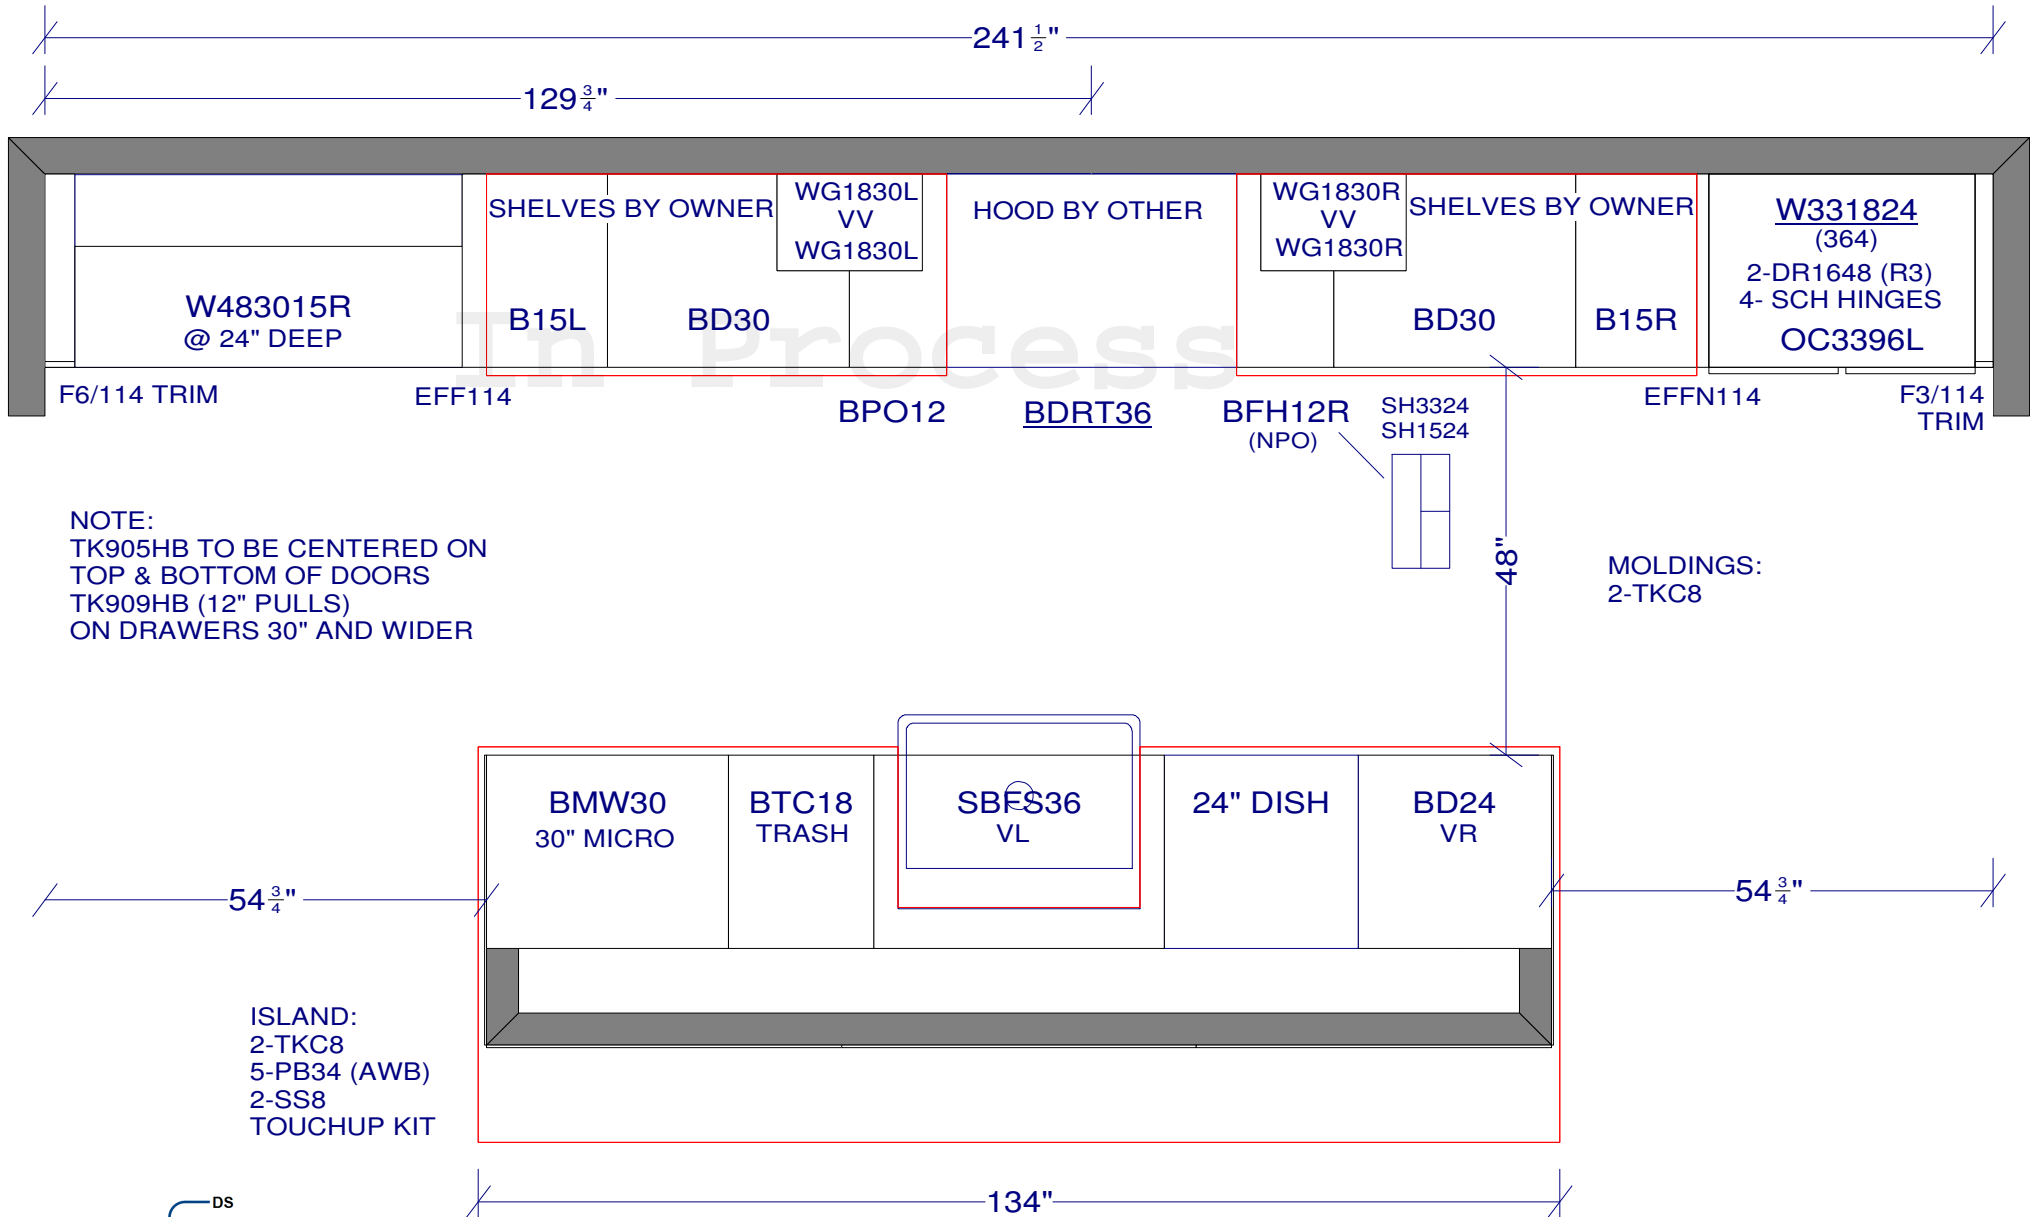 241 1/2"
129 3/4"
SHELVES BY OWNER
WG1830L
VV
WG1830L
HOOD BY OTHER
WG1830R
VV
WG1830R
SHELVES BY OWNER
W331824
(364)
2-DR1648 (R3)
4- SCH HINGES
OC3396L
W483015R
@ 24" DEEP
B15L
BD30
BD30
B15R
In Process
F6/114 TRIM
EFF114
BPO12
BDRT36
BFH12R
(NPO)
SH3324
SH1524
EFFN114
F3/114
TRIM
NOTE:
TK905HB TO BE CENTERED ON
TOP & BOTTOM OF DOORS
TK909HB (12" PULLS)
ON DRAWERS 30" AND WIDER
48"
MOLDINGS:
2-TKC8
BMW30
30" MICRO
BTC18
TRASH
SBFS36
VL
24" DISH
BD24
VR
54 3/4"
54 3/4"
ISLAND:
2-TKC8
5-PB34 (AWB)
2-SS8
TOUCHUP KIT
134"
DS